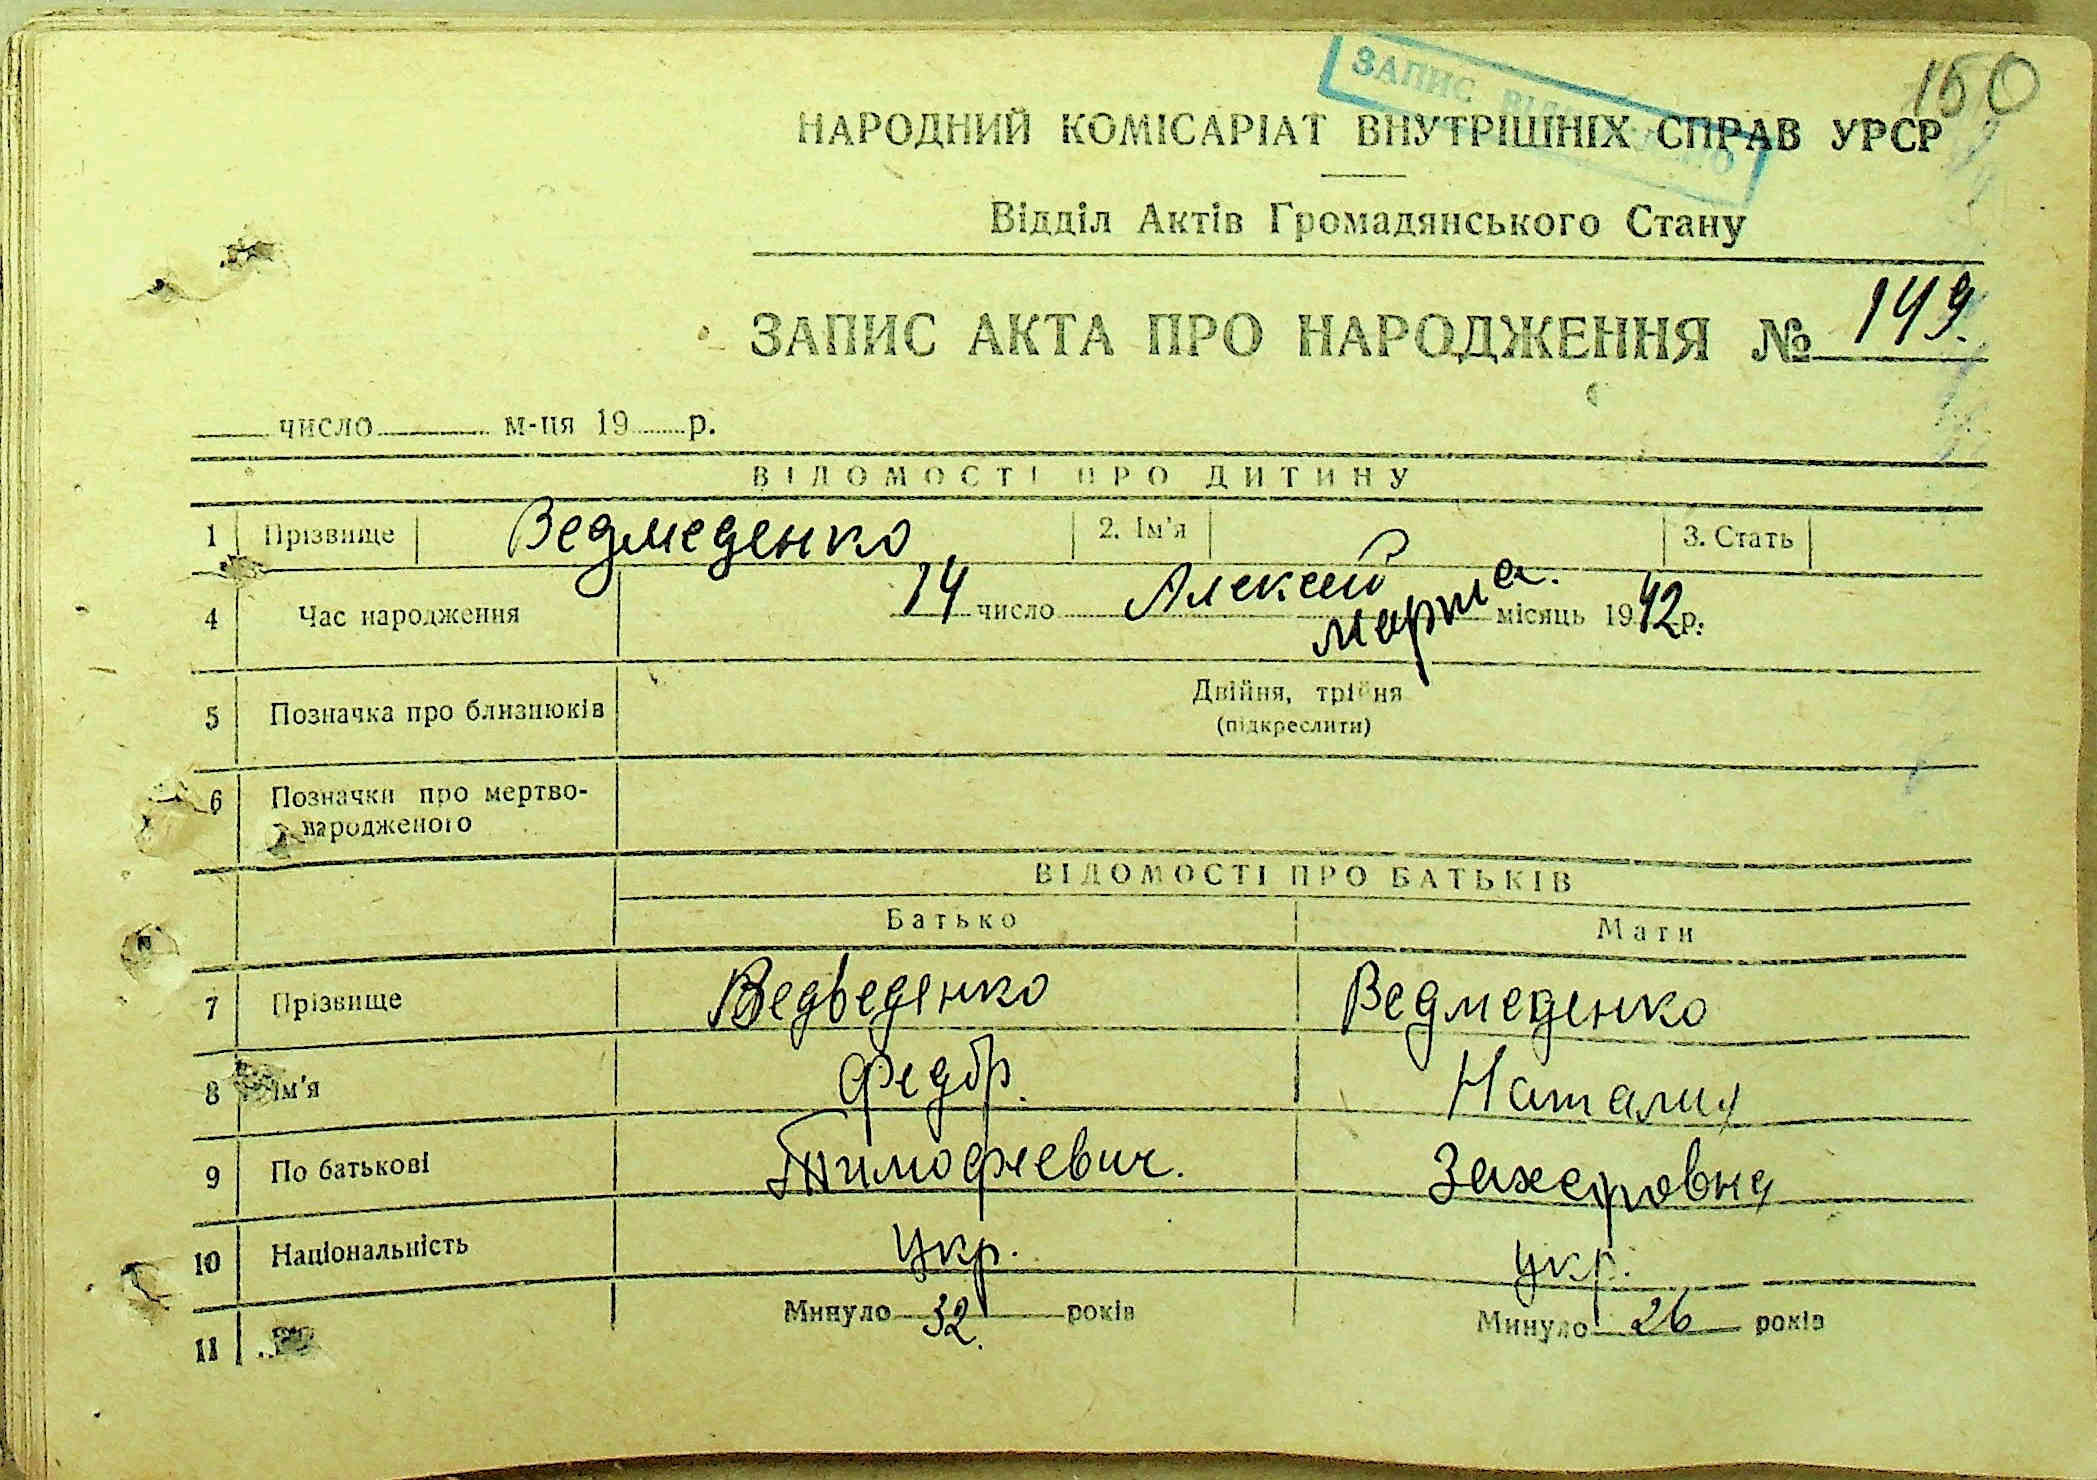 150
ЗАПИС
НАРОДНИЙ КОМІСАРІАТ ВНУТРІШНІХ СПРАВ УРСР
Відділ Актів Громадянського Стану
ЗАПИС АКТА ПРО НАРОДЖЕННЯ № 149.
число м-ця 19 р.
ВІДОМОСТІ ПРО ДИТИНУ
1 Прізвище Ведмеденко 2. Ім'я Алексей 3. Стать
4 Час народження 14 число марта. місяць 1942 р.
5 Позначка про близнюків Двійня, трійня
(підкреслити)
6 Позначки про мертво-
народженого
ВІДОМОСТІ ПРО БАТЬКІВ
Батько Мати
7 Прізвище Ведведенко Ведмеденко
8 Ім'я Федор. Наталия
9 По батькові Тимофеевич. Захаровна
10 Національність Укр. укр.
11 Минуло 32 років Минуло 26 років